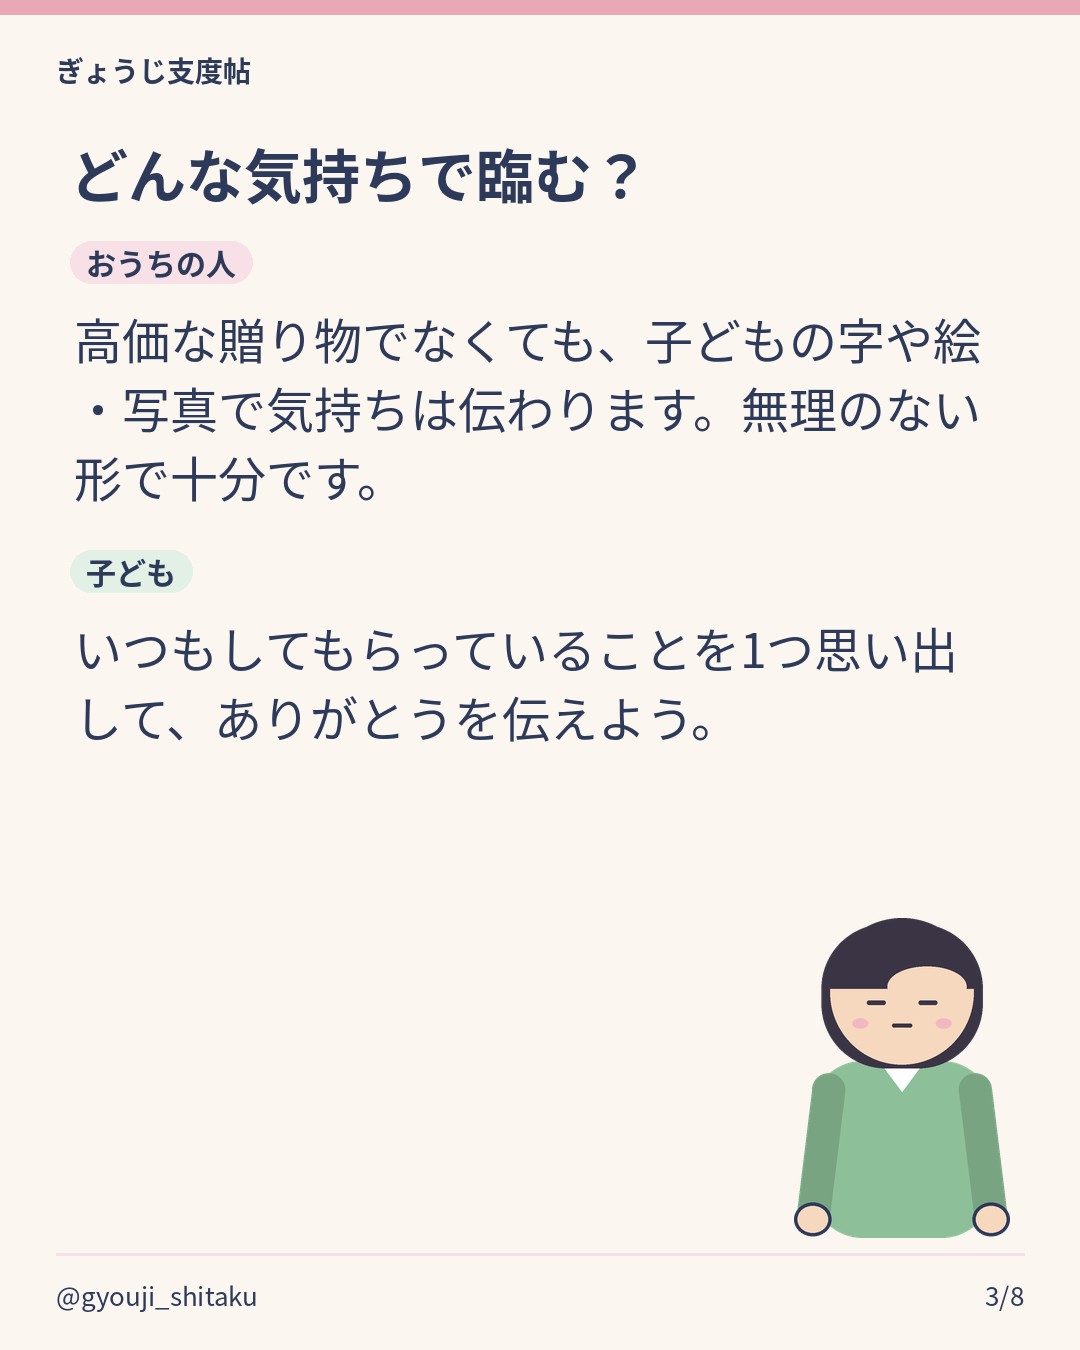 ぎょうじ支度帖
どんな気持ちで臨む？
おうちの人
高価な贈り物でなくても、子どもの字や絵
・写真で気持ちは伝わります。無理のない
形で十分です。
子ども
いつもしてもらっていることを1つ思い出
して、ありがとうを伝えよう。
@gyouji_shitaku
3/8